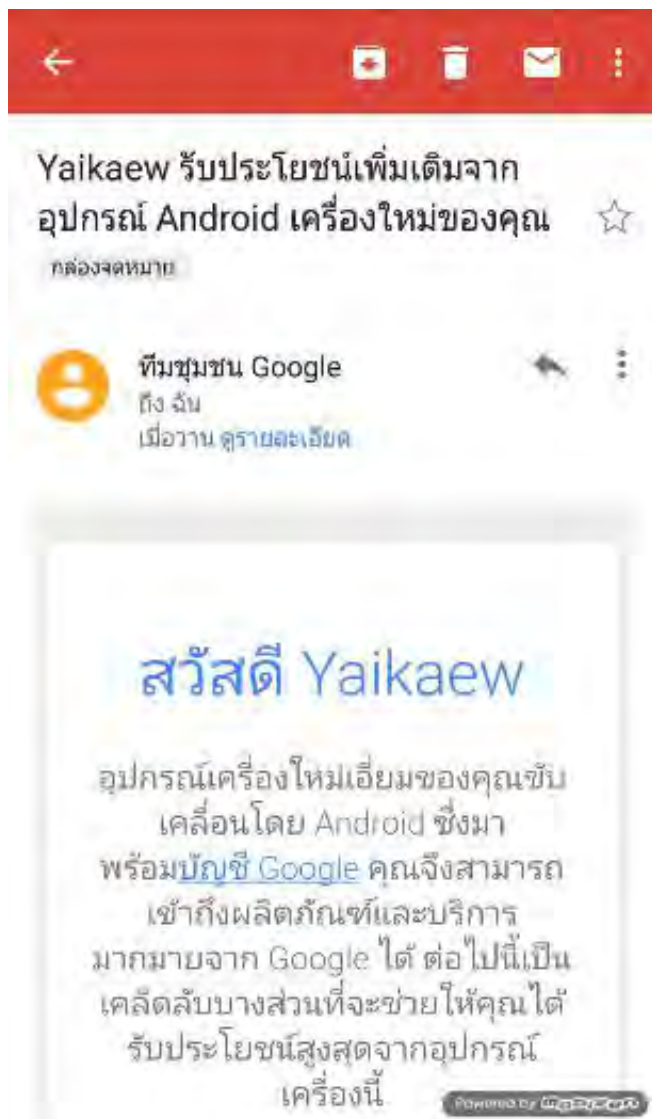 Yaikaew รับประโยชน์เพิ่มเติมจาก
อุปกรณ์ Android เครื่องใหม่ของคุณ
กล่องจดหมาย
ทีมชุมชน Google
ถึง ฉัน
เมื่อวาน ดูรายละเอียด
สวัสดี Yaikaew
อุปกรณ์เครื่องใหม่เอี่ยมของคุณขับ
เคลื่อนโดย Android ซึ่งมา
พร้อมบัญชี Google คุณจึงสามารถ
เข้าถึงผลิตภัณฑ์และบริการ
มากมายจาก Google ได้ ต่อไปนี้เป็น
เคล็ดลับบางส่วนที่จะช่วยให้คุณได้
รับประโยชน์สูงสุดจากอุปกรณ์
เครื่องนี้
Powered by